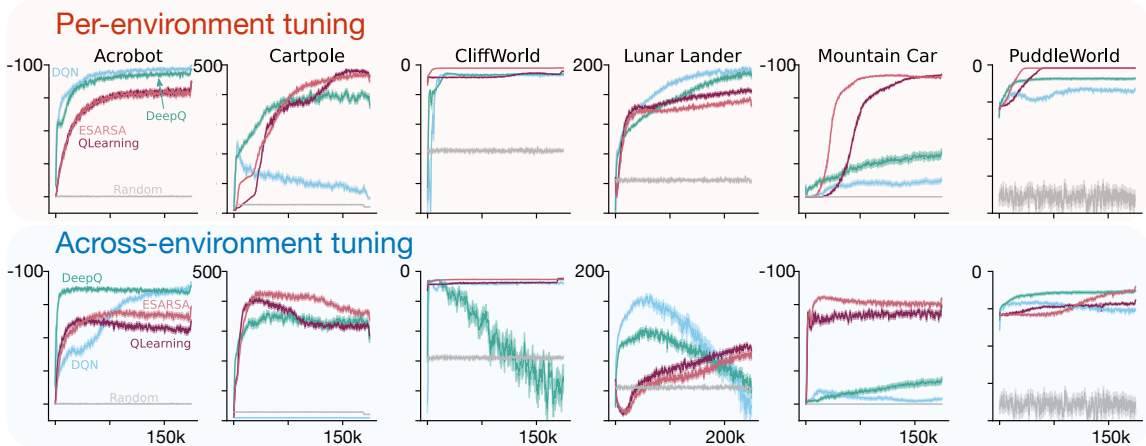 Per-environment tuning
Acrobot
Cartpole
CliffWorld
Lunar Lander
Mountain Car
PuddleWorld
-100
500
0
200
-100
0
DQN
DeepQ
ESARSA
QLearning
Random
Across-environment tuning
-100
500
0
200
-100
0
DeepQ
ESARSA
QLearning
DQN
Random
150k
150k
150k
200k
150k
150k